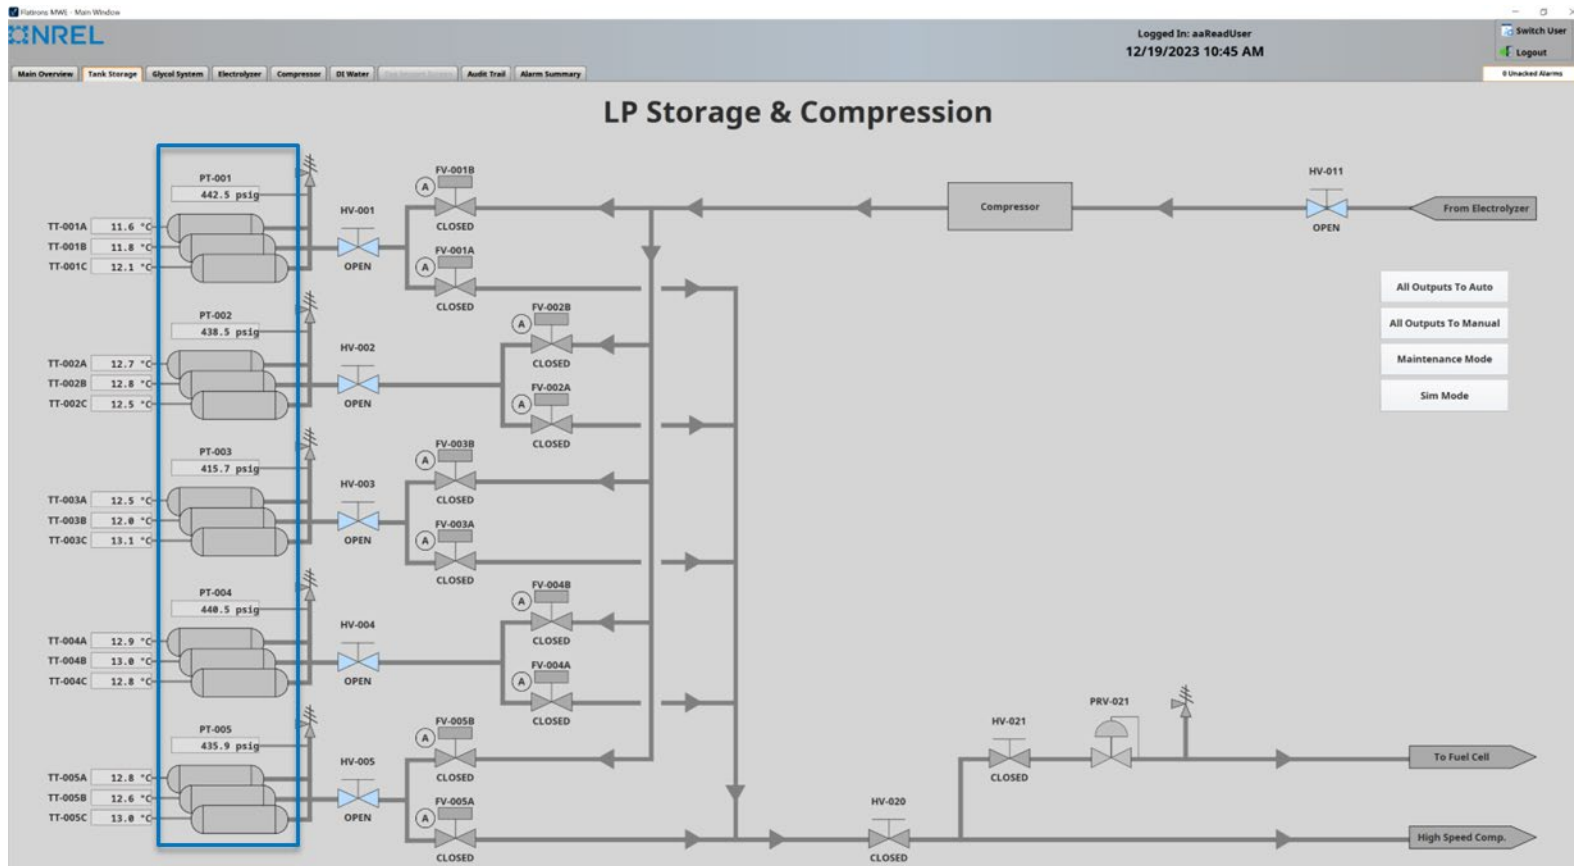 Flatirons MWE - Main Window
NREL
Logged In: aaReadUser
12/19/2023 10:45 AM
Switch User
Logout
Main Overview
Tank Storage
Glycol System
Electrolyzer
Compressor
DI Water
Audit Trail
Alarm Summary
0 Unacked Alarms
LP Storage & Compression
PT-001
442.5 psig
TT-001A 11.6 °C
TT-001B 11.8 °C
TT-001C 12.1 °C
HV-001
OPEN
FV-001B
A
CLOSED
FV-001A
A
CLOSED
Compressor
HV-011
OPEN
From Electrolyzer
All Outputs To Auto
All Outputs To Manual
Maintenance Mode
Sim Mode
PT-002
438.5 psig
TT-002A 12.7 °C
TT-002B 12.8 °C
TT-002C 12.5 °C
HV-002
OPEN
FV-002B
A
CLOSED
FV-002A
A
CLOSED
PT-003
415.7 psig
TT-003A 12.5 °C
TT-003B 12.0 °C
TT-003C 13.1 °C
HV-003
OPEN
FV-003B
A
CLOSED
FV-003A
A
CLOSED
PT-004
440.5 psig
TT-004A 12.9 °C
TT-004B 13.0 °C
TT-004C 12.8 °C
HV-004
OPEN
FV-004B
A
CLOSED
FV-004A
A
CLOSED
PT-005
435.9 psig
TT-005A 12.8 °C
TT-005B 12.6 °C
TT-005C 13.0 °C
HV-005
OPEN
FV-005B
A
CLOSED
FV-005A
A
CLOSED
HV-020
CLOSED
HV-021
CLOSED
PRV-021
To Fuel Cell
High Speed Comp.